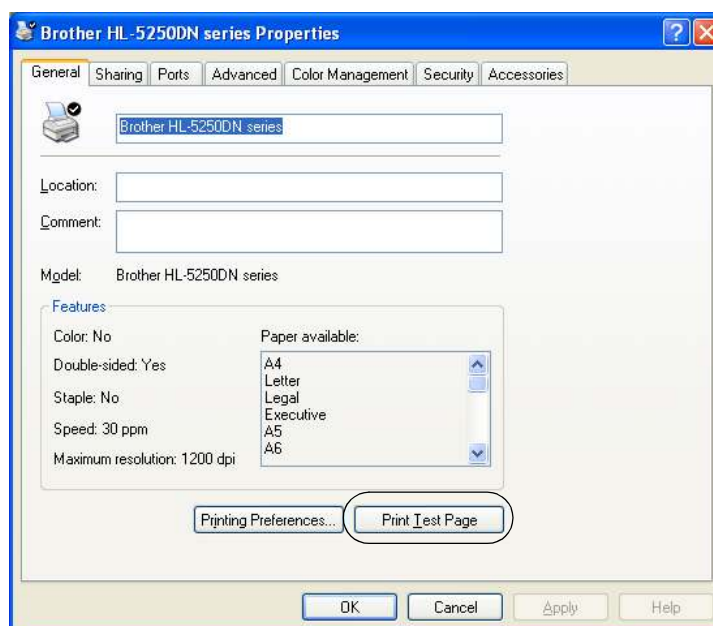 Brother HL-5250DN series Properties
?
General Sharing Ports Advanced Color Management Security Accessories
Brother HL-5250DN series
Location:
Comment:
Model: Brother HL-5250DN series
Features
Color: No
Double-sided: Yes
Staple: No
Speed: 30 ppm
Maximum resolution: 1200 dpi
Paper available:
A4
Letter
Legal
Executive
A5
A6
Printing Preferences... Print Test Page
OK Cancel Apply Help